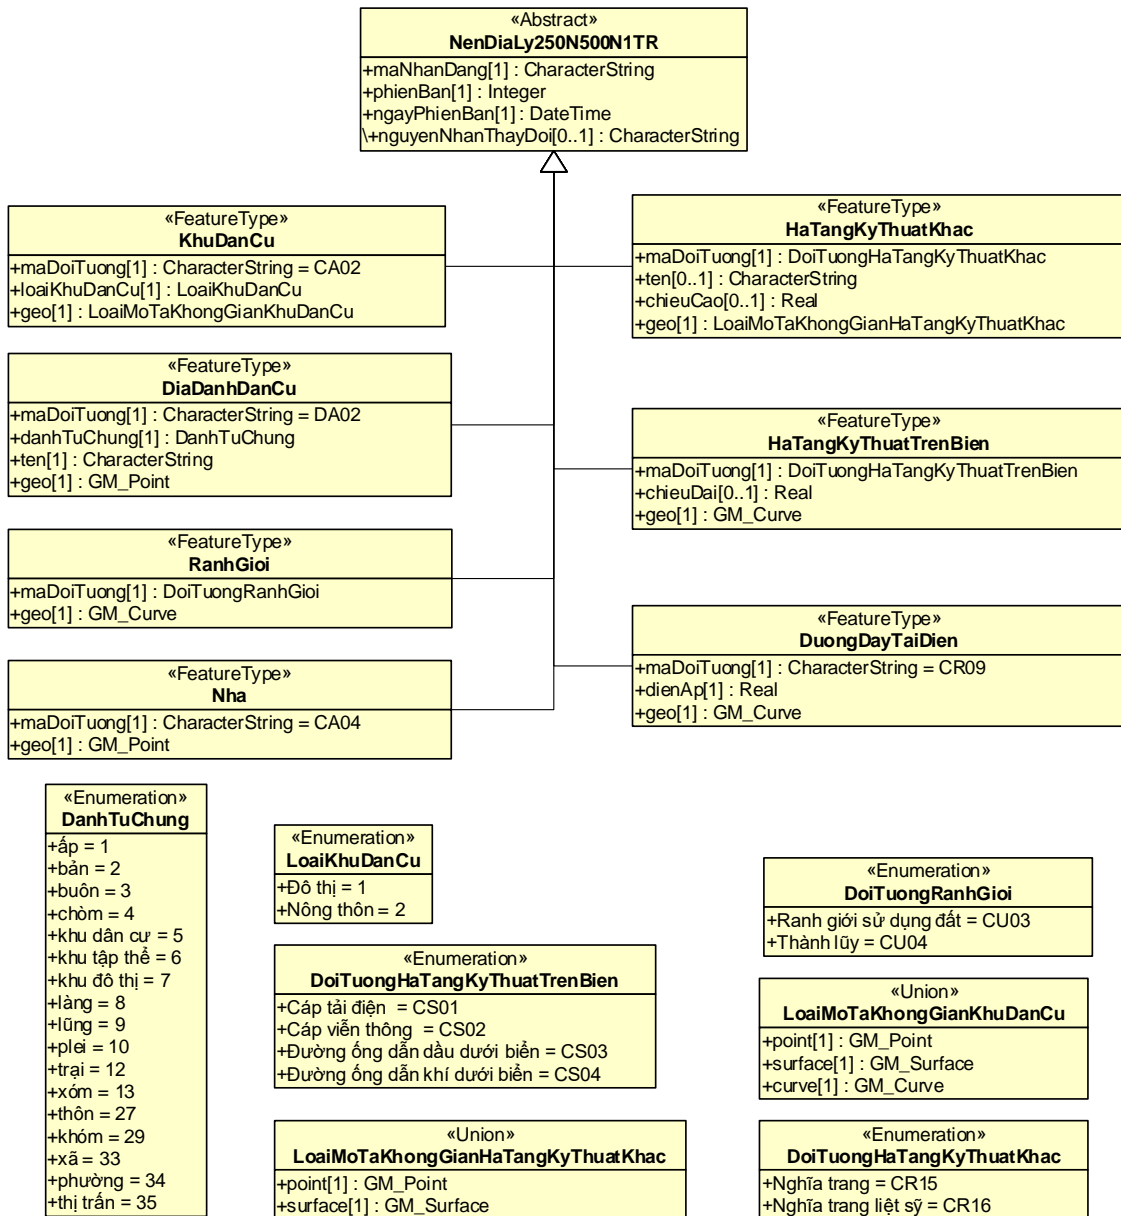 «Abstract»
NenDiaLy250N500N1TR
+maNhanDang[1] : CharacterString
+phienBan[1] : Integer
+ngayPhienBan[1] : DateTime
\+nguyenNhanThayDoi[0..1] : CharacterString
«FeatureType»
KhuDanCu
+maDoiTuong[1] : CharacterString = CA02
+loaiKhuDanCu[1] : LoaiKhuDanCu
+geo[1] : LoaiMoTaKhongGianKhuDanCu
«FeatureType»
HaTangKyThuatKhac
+maDoiTuong[1] : DoiTuongHaTangKyThuatKhac
+ten[0..1] : CharacterString
+chieuCao[0..1] : Real
+geo[1] : LoaiMoTaKhongGianHaTangKyThuatKhac
«FeatureType»
DiaDanhDanCu
+maDoiTuong[1] : CharacterString = DA02
+danhTuChung[1] : DanhTuChung
+ten[1] : CharacterString
+geo[1] : GM_Point
«FeatureType»
HaTangKyThuatTrenBien
+maDoiTuong[1] : DoiTuongHaTangKyThuatTrenBien
+chieuDai[0..1] : Real
+geo[1] : GM_Curve
«FeatureType»
RanhGioi
+maDoiTuong[1] : DoiTuongRanhGioi
+geo[1] : GM_Curve
«FeatureType»
DuongDayTaiDien
+maDoiTuong[1] : CharacterString = CR09
+dienAp[1] : Real
+geo[1] : GM_Curve
«FeatureType»
Nha
+maDoiTuong[1] : CharacterString = CA04
+geo[1] : GM_Point
«Enumeration»
DanhTuChung
+ấp = 1
+bản = 2
+buôn = 3
+chòm = 4
+khu dân cư = 5
+khu tập thể = 6
+khu đô thị = 7
+làng = 8
+lũng = 9
+plei = 10
+trại = 12
+xóm = 13
+thôn = 27
+khóm = 29
+xã = 33
+phường = 34
+thị trấn = 35
«Enumeration»
LoaiKhuDanCu
+Đô thị = 1
+Nông thôn = 2
«Enumeration»
DoiTuongRanhGioi
+Ranh giới sử dụng đất = CU03
+Thành lũy = CU04
«Enumeration»
DoiTuongHaTangKyThuatTrenBien
+Cáp tải điện = CS01
+Cáp viễn thông = CS02
+Đường ống dẫn dầu dưới biển = CS03
+Đường ống dẫn khí dưới biển = CS04
«Union»
LoaiMoTaKhongGianKhuDanCu
+point[1] : GM_Point
+surface[1] : GM_Surface
+curve[1] : GM_Curve
«Union»
LoaiMoTaKhongGianHaTangKyThuatKhac
+point[1] : GM_Point
+surface[1] : GM_Surface
«Enumeration»
DoiTuongHaTangKyThuatKhac
+Nghĩa trang = CR15
+Nghĩa trang liệt sỹ = CR16